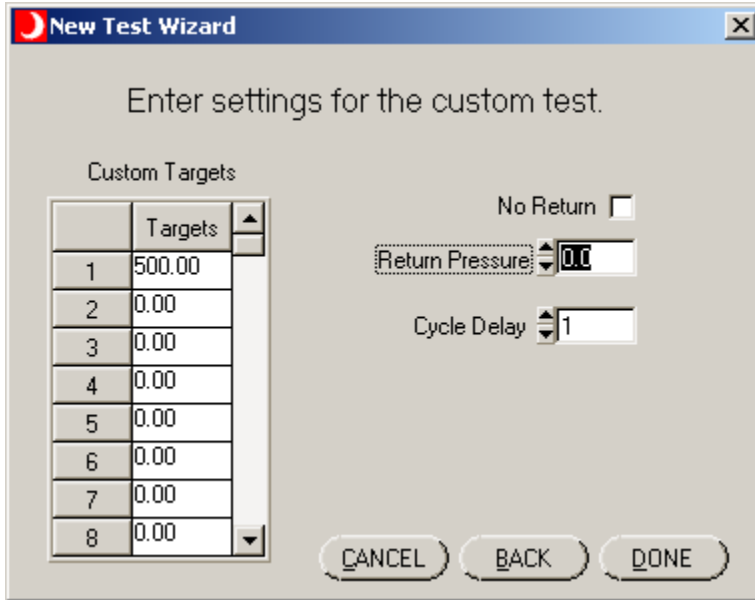 New Test Wizard
Enter settings for the custom test.
Custom Targets
Targets
1 500.00
2 0.00
3 0.00
4 0.00
5 0.00
6 0.00
7 0.00
8 0.00
No Return
Return Pressure 0.0
Cycle Delay 1
CANCEL BACK DONE